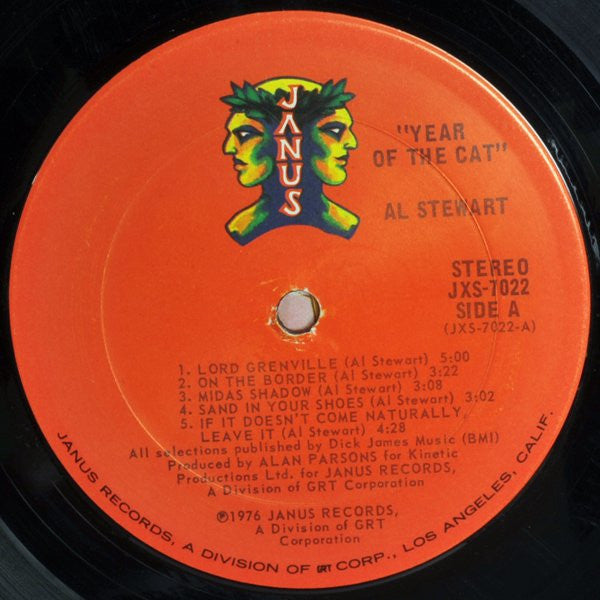 JANUS
"YEAR
OF THE CAT"
AL STEWART
STEREO
JXS-7022
SIDE A
(JXS-7022-A)
1. LORD GRENVILLE (Al Stewart) 5:00
2. ON THE BORDER (Al Stewart) 3:22
3. MIDAS SHADOW (Al Stewart) 3:08
4. SAND IN YOUR SHOES (Al Stewart) 3:02
5. IF IT DOESN'T COME NATURALLY,
LEAVE IT (Al Stewart) 4:28
All selections published by Dick James Music (BMI)
Produced by ALAN PARSONS for Kinetic
Productions Ltd. for JANUS RECORDS,
A Division of GRT Corporation
℗1976 JANUS RECORDS,
A Division of GRT
Corporation
JANUS RECORDS, A DIVISION OF GRT CORP., LOS ANGELES, CALIF.